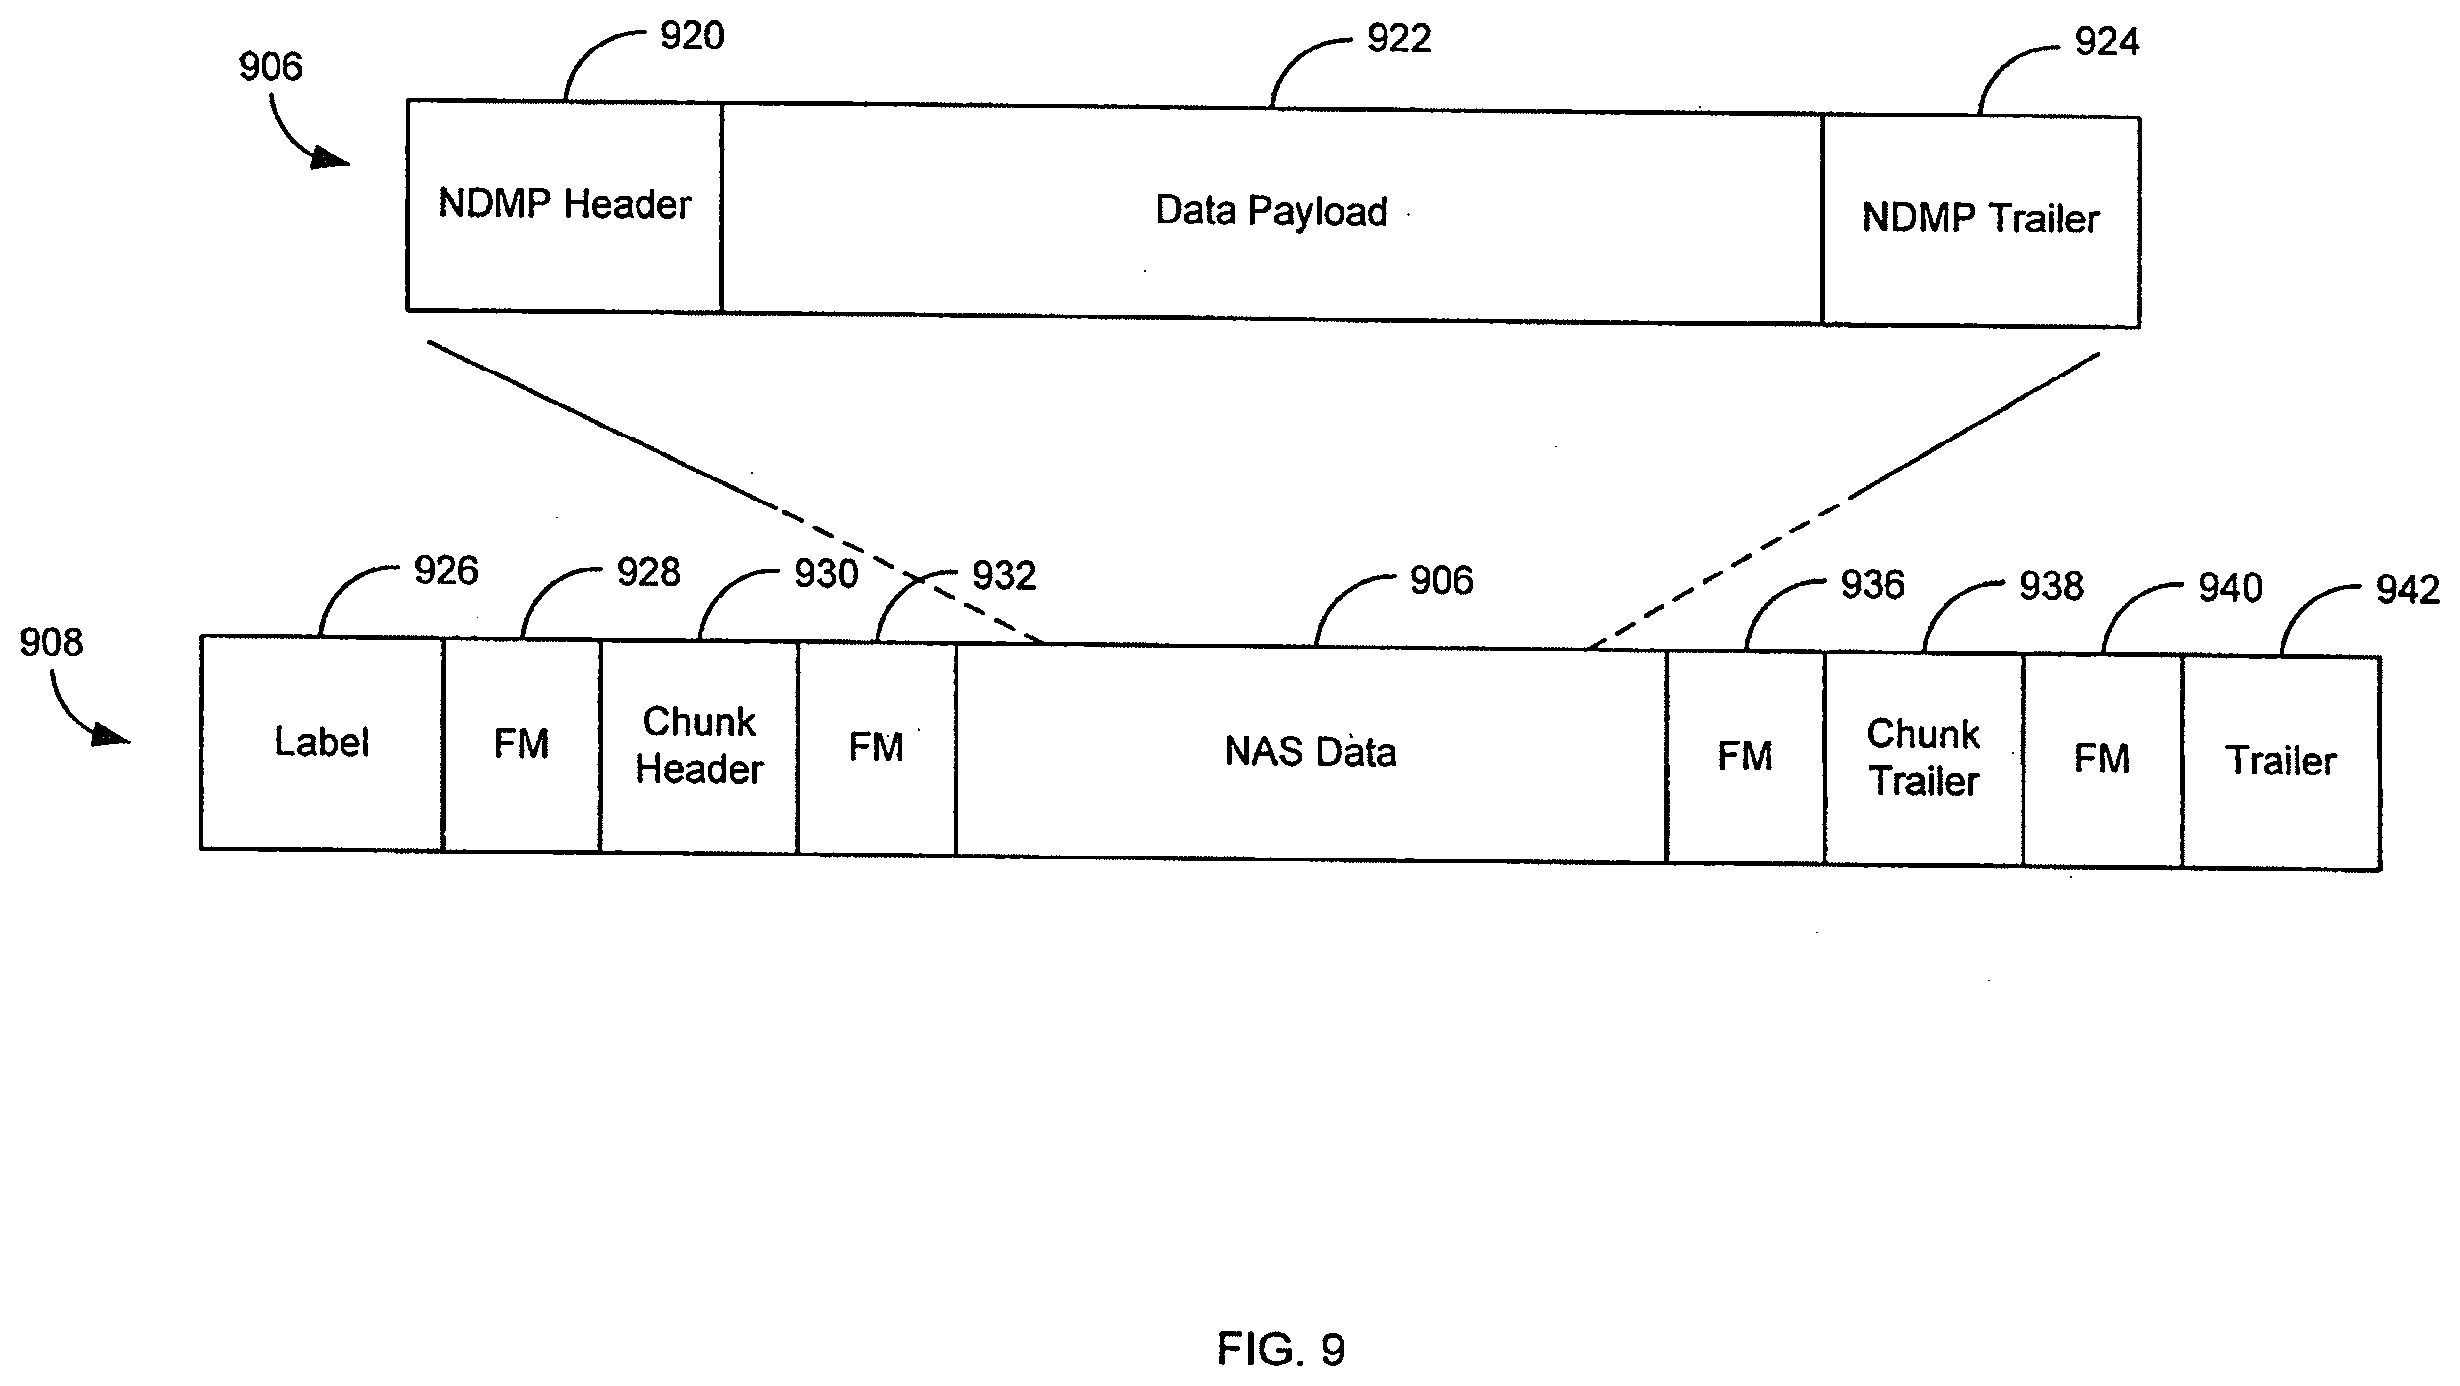 920
922
924
906
NDMP Header
Data Payload
NDMP Trailer
926
928
930
932
906
936
938
940
942
908
Label
FM
Chunk
Header
FM
NAS Data
FM
Chunk
Trailer
FM
Trailer
FIG. 9